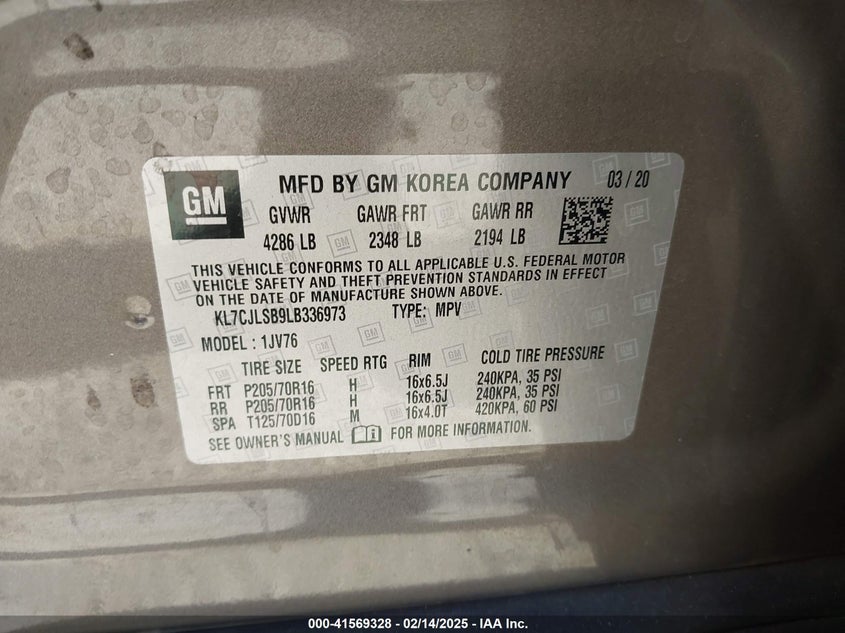 GM
MFD BY GM KOREA COMPANY 03 / 20
GVWR GAWR FRT GAWR RR
4286 LB 2348 LB 2194 LB
THIS VEHICLE CONFORMS TO ALL APPLICABLE U.S. FEDERAL MOTOR
VEHICLE SAFETY AND THEFT PREVENTION STANDARDS IN EFFECT
ON THE DATE OF MANUFACTURE SHOWN ABOVE.
KL7CJLSB9LB336973 TYPE: MPV
MODEL : 1JV76
TIRE SIZE SPEED RTG RIM COLD TIRE PRESSURE
FRT P205/70R16 H 16x6.5J 240KPA, 35 PSI
RR P205/70R16 H 16x6.5J 240KPA, 35 PSI
SPA T125/70D16 M 16x4.0T 420KPA, 60 PSI
SEE OWNER'S MANUAL FOR MORE INFORMATION.
000-41569328 - 02/14/2025 - IAA Inc.